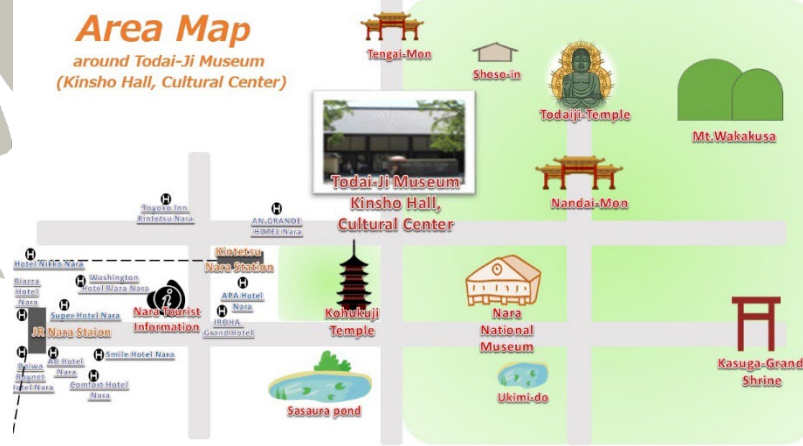 Area Map
around Todai-Ji Museum
(Kinsho Hall, Cultural Center)
Tengai-Mon
Shoso-in
Todaiji-Temple
Mt.Wakakusa
Todai-Ji Museum
Kinsho Hall,
Cultural Center
Nandai-Mon
H
Toyoko Inn
Kintetsu Nara
H
AN-GRANDE
HOTEL Nara
H
Hotel Nikko Nara
Kintetsu
Nara Station
Piazza
Hotel
Nara
H
H
Washington
Hotel Plaza Nara
H
Super Hotel Nara
i
Nara Tourist
Information
H
APA Hotel
Nara
H
IROHA
Grand Hotel
Kohukuji
Temple
Nara
National
Museum
JR Nara Staion
H
Daiwa
Roynet
Hotel Nara
H
AB Hotel
Nara
H
Smile Hotel Nara
H
Comfort Hotel
Nara
Sasaura pond
Ukimi-do
Kasuga-Grand
Shrine